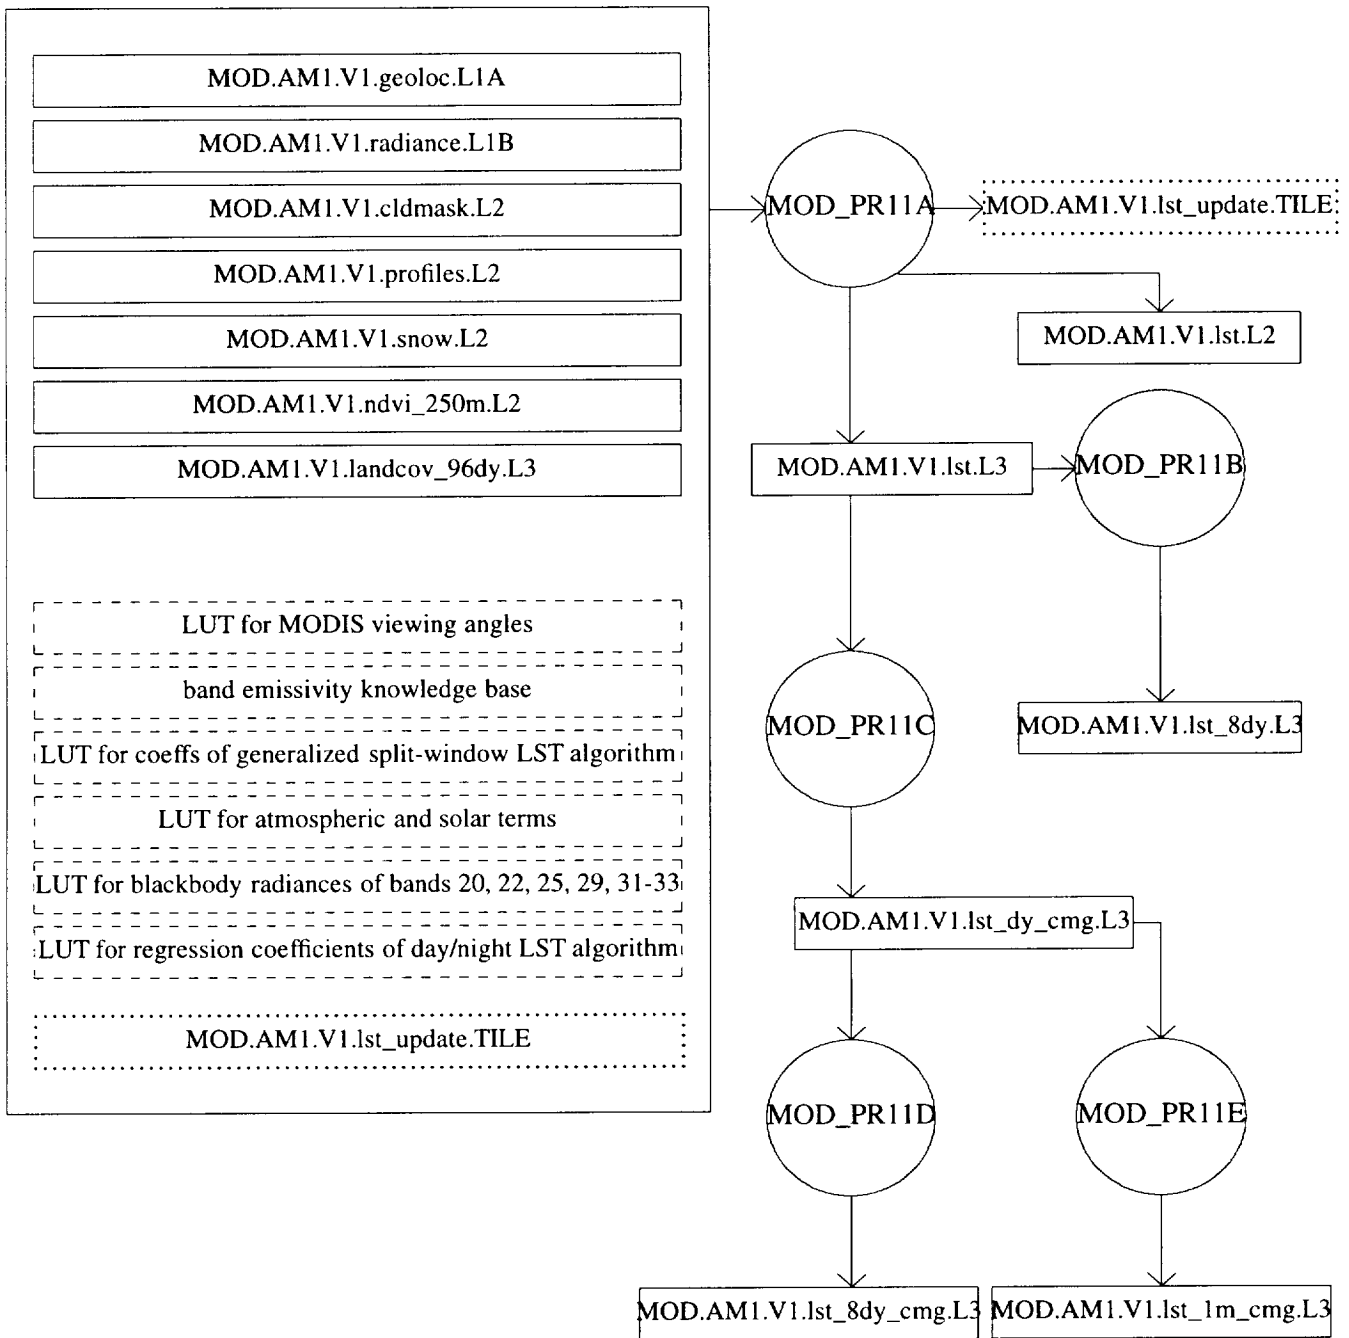 MOD.AM1.V1.geoloc.L1A
MOD.AM1.V1.radiance.L1B
MOD.AM1.V1.cldmask.L2
MOD.AM1.V1.profiles.L2
MOD.AM1.V1.snow.L2
MOD.AM1.V1.ndvi_250m.L2
MOD.AM1.V1.landcov_96dy.L3
LUT for MODIS viewing angles
band emissivity knowledge base
LUT for coeffs of generalized split-window LST algorithm
LUT for atmospheric and solar terms
LUT for blackbody radiances of bands 20, 22, 25, 29, 31-33
LUT for regression coefficients of day/night LST algorithm
MOD.AM1.V1.lst_update.TILE
MOD_PR11A
MOD.AM1.V1.lst_update.TILE
MOD.AM1.V1.lst.L2
MOD.AM1.V1.lst.L3
MOD_PR11B
MOD_PR11C
MOD.AM1.V1.lst_8dy.L3
MOD.AM1.V1.lst_dy_cmg.L3
MOD_PR11D
MOD_PR11E
MOD.AM1.V1.lst_8dy_cmg.L3
MOD.AM1.V1.lst_1m_cmg.L3